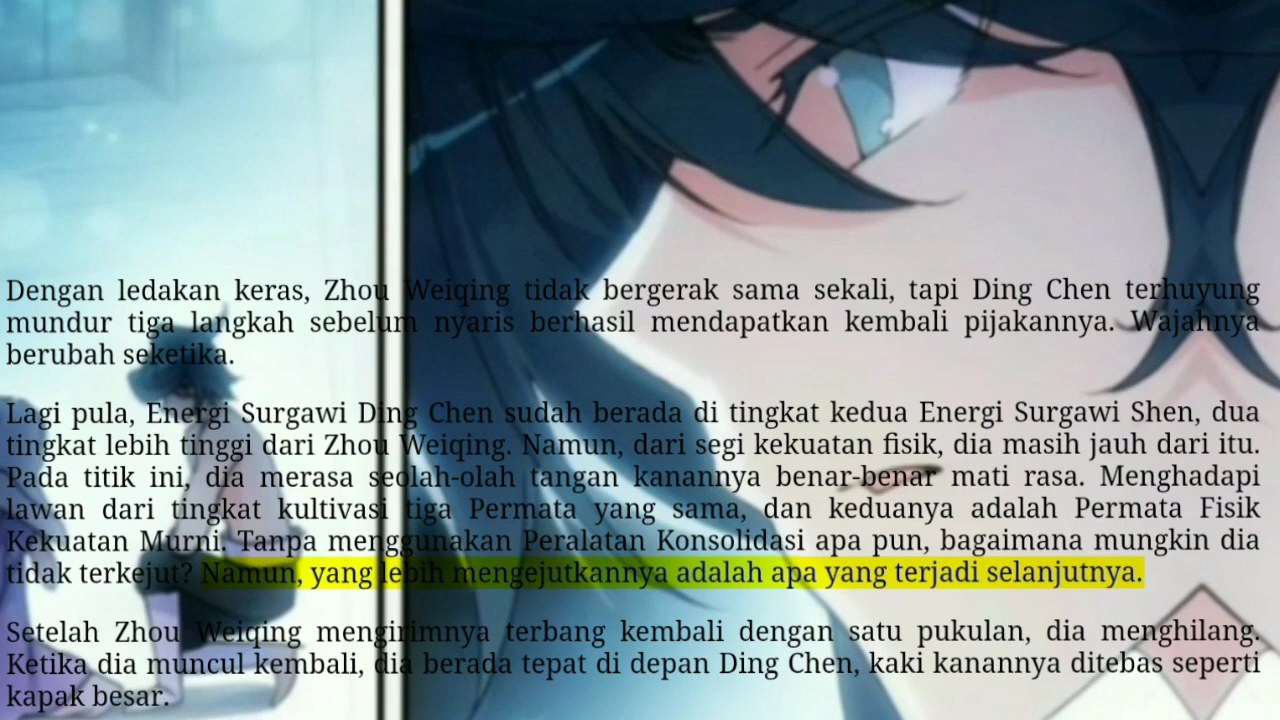 Dengan ledakan keras, Zhou Weiqing tidak bergerak sama sekali, tapi Ding Chen terhuyung
mundur tiga langkah sebelum nyaris berhasil mendapatkan kembali pijakannya. Wajahnya
berubah seketika.
Lagi pula, Energi Surgawi Ding Chen sudah berada di tingkat kedua Energi Surgawi Shen, dua
tingkat lebih tinggi dari Zhou Weiqing. Namun, dari segi kekuatan fisik, dia masih jauh dari itu.
Pada titik ini, dia merasa seolah-olah tangan kanannya benar-benar mati rasa. Menghadapi
lawan dari tingkat kultivasi tiga Permata yang sama, dan keduanya adalah Permata Fisik
Kekuatan Murni. Tanpa menggunakan Peralatan Konsolidasi apa pun, bagaimana mungkin dia
tidak terkejut? Namun, yang lebih mengejutkannya adalah apa yang terjadi selanjutnya.
Setelah Zhou Weiqing mengirimnya terbang kembali dengan satu pukulan, dia menghilang.
Ketika dia muncul kembali, dia berada tepat di depan Ding Chen, kaki kanannya ditebas seperti
kapak besar.